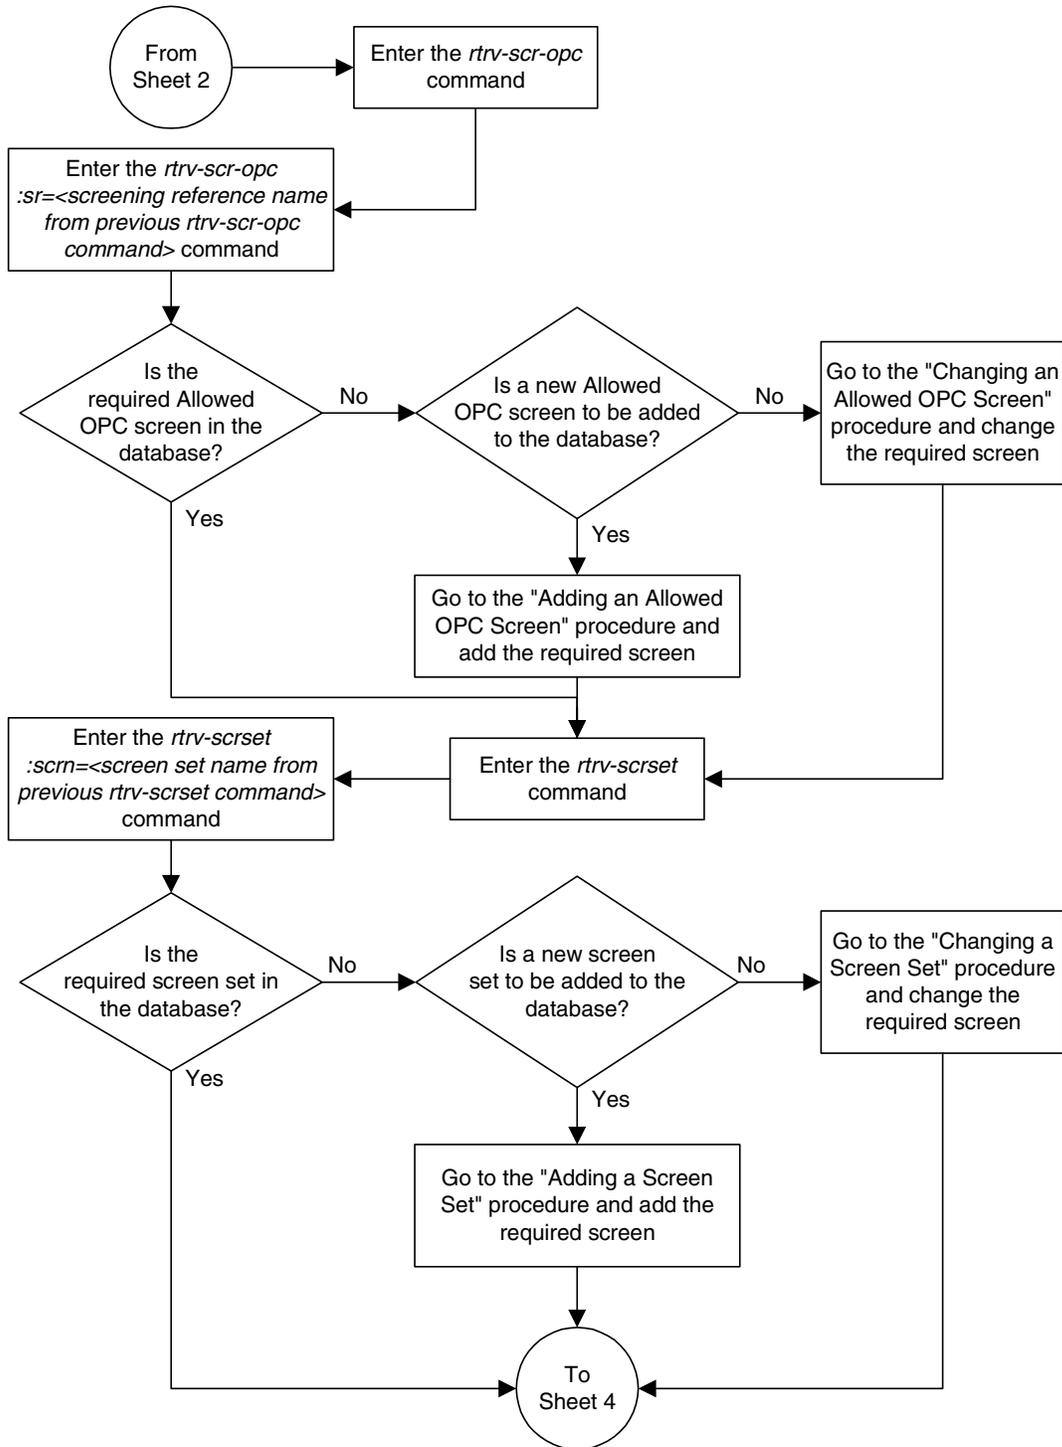 From
Sheet 2
Enter the rtrv-scr-opc
command
Enter the rtrv-scr-opc
:sr=<screening reference name
from previous rtrv-scr-opc
command> command
Is the
required Allowed
OPC screen in the
database?
No
Is a new Allowed
OPC screen to be added
to the database?
No
Go to the "Changing an
Allowed OPC Screen"
procedure and change
the required screen
Yes
Yes
Go to the "Adding an Allowed
OPC Screen" procedure and
add the required screen
Enter the rtrv-scrset
:scrn=<screen set name from
previous rtrv-scrset command>
command
Enter the rtrv-scrset
command
Is the
required screen set in
the database?
No
Is a new screen
set to be added to the
database?
No
Go to the "Changing a
Screen Set" procedure
and change the
required screen
Yes
Yes
Go to the "Adding a Screen
Set" procedure and add the
required screen
To
Sheet 4